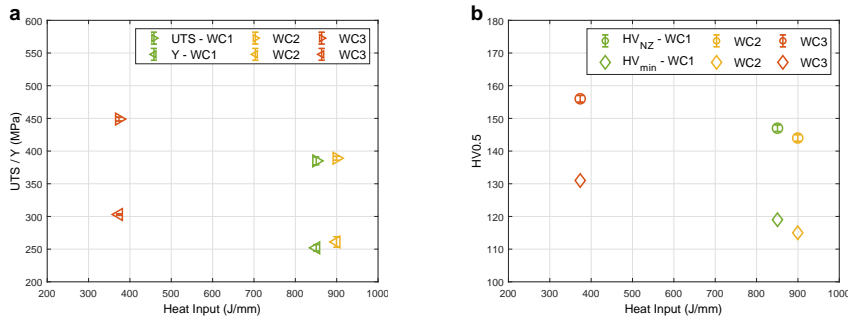 a
600
550
500
450
400
350
300
250
200
UTS / Y (MPa)
UTS - WC1 WC2 WC3
Y - WC1 WC2 WC3
200 300 400 500 600 700 800 900 1000
Heat Input (J/mm)
b
180
170
160
150
140
130
120
110
100
HV0.5
HV_NZ - WC1 WC2 WC3
HV_min - WC1 WC2 WC3
200 300 400 500 600 700 800 900 1000
Heat Input (J/mm)